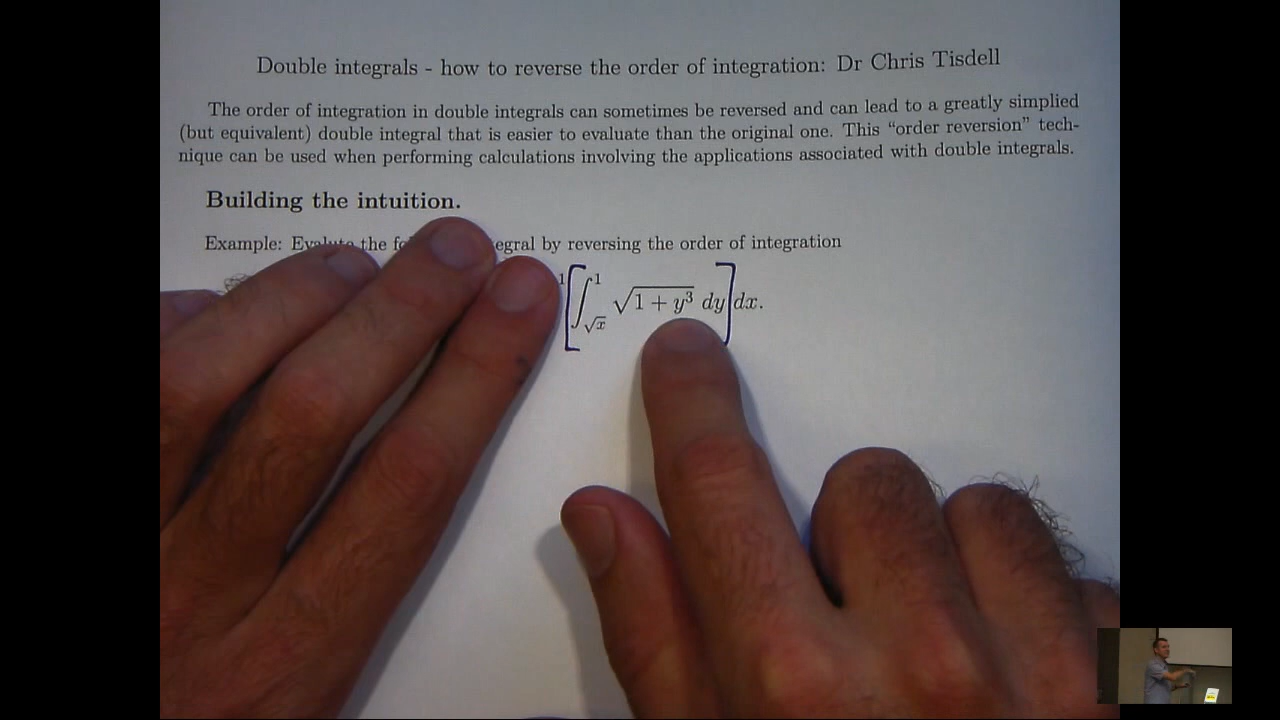 Double integrals - how to reverse the order of integration: Dr Chris Tisdell
The order of integration in double integrals can sometimes be reversed and can lead to a greatly simplied
(but equivalent) double integral that is easier to evaluate than the original one. This “order reversion” tech-
nique can be used when performing calculations involving the applications associated with double integrals.
Building the intuition.
Example: the integral by reversing the order of integration
1 [∫_{√x}^{1} √(1 + y³) dy] dx.